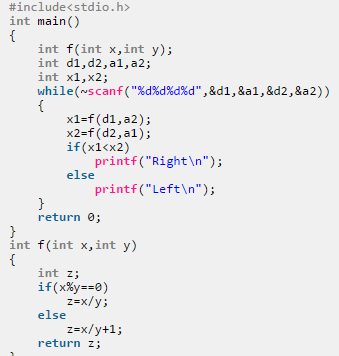 #include<stdio.h>
int main()
{
    int f(int x,int y);
    int d1,d2,a1,a2;
    int x1,x2;
    while(~scanf("%d%d%d%d",&d1,&a1,&d2,&a2))
    {
        x1=f(d1,a2);
        x2=f(d2,a1);
        if(x1<x2)
            printf("Right\n");
        else
            printf("Left\n");
    }
    return 0;
}
int f(int x,int y)
{
    int z;
    if(x%y==0)
        z=x/y;
    else
        z=x/y+1;
    return z;
}